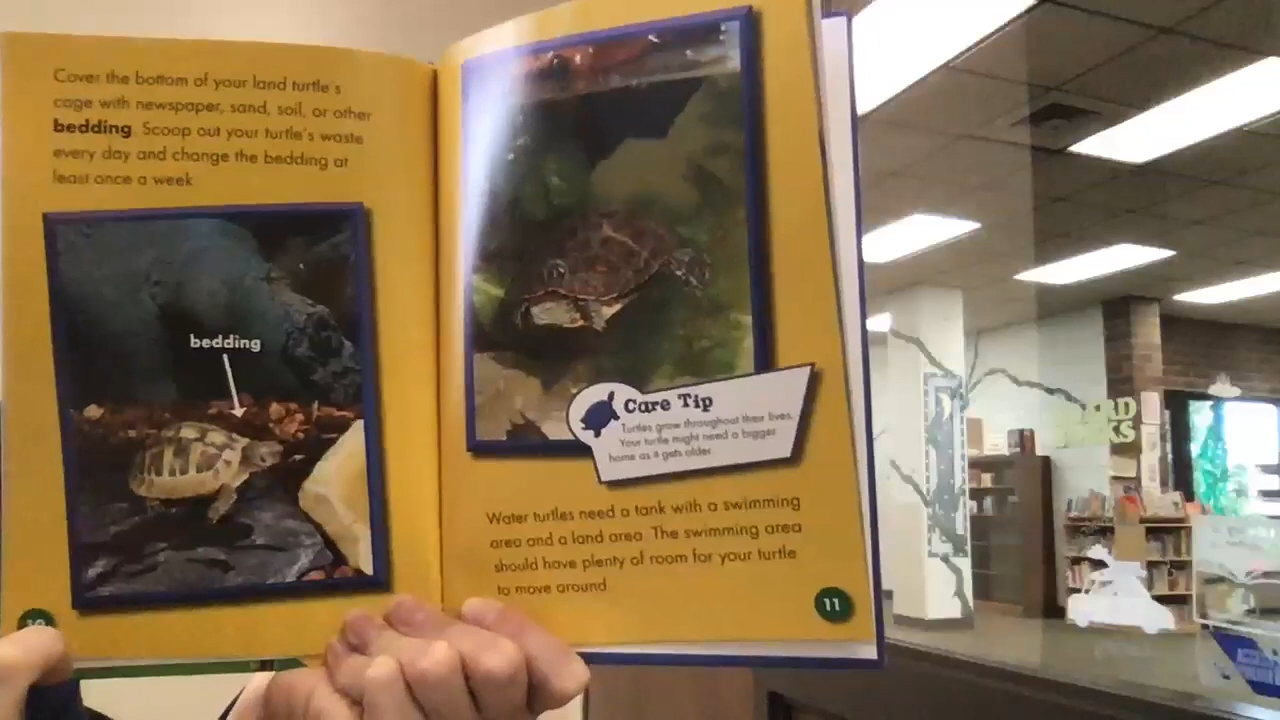 Cover the bottom of your land turtle's
cage with newspaper, sand, soil, or other
bedding. Scoop out your turtle's waste
every day and change the bedding at
least once a week.
bedding
10
Care Tip
Turtles grow throughout their lives.
Your turtle might need a bigger
home as it gets older.
Water turtles need a tank with a swimming
area and a land area. The swimming area
should have plenty of room for your turtle
to move around.
11